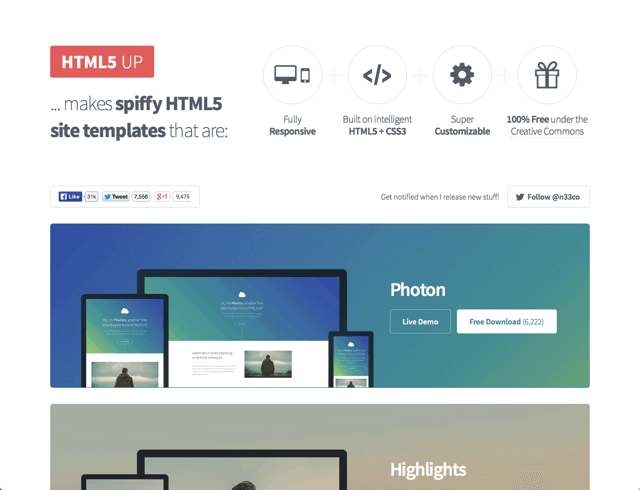 HTML5 UP
... makes spiffy HTML5
site templates that are:
Fully
Responsive
Built on intelligent
HTML5 + CSS3
Super
Customizable
100% Free under the
Creative Commons
Like 31k Tweet 7,556 +1 9,475
Get notified when I release new stuff! Follow @n33co
Photon
Live Demo Free Download (6,222)
Highlights